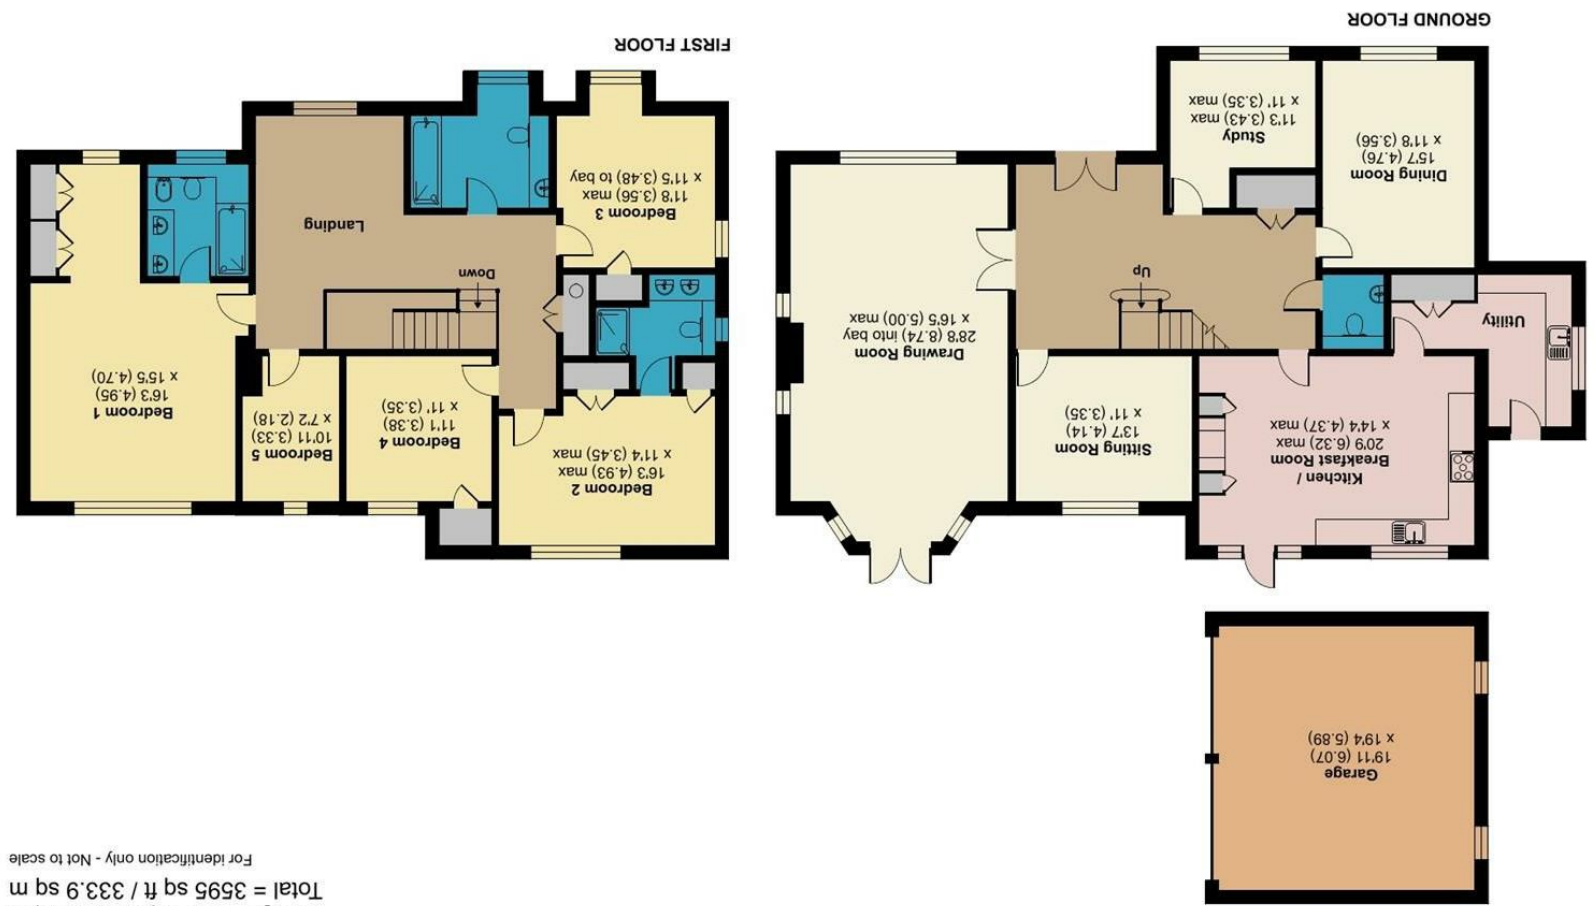 Total = 3595 sq ft / 333.9 sq m
For identification only - Not to scale
Garage
19'11 (6.07)
x 19'4 (5.89)
Kitchen /
Breakfast Room
20'9 (6.32) max
x 14'4 (4.37) max
Sitting Room
13'7 (4.14)
x 11' (3.35)
Drawing Room
28'8 (8.74) into bay
x 16'5 (5.00) max
Utility
Up
Dining Room
15'7 (4.76)
x 11'8 (3.56)
Study
11'3 (3.43) max
x 11' (3.35) max
GROUND FLOOR
Bedroom 2
16'3 (4.93) max
x 11'4 (3.45) max
Bedroom 4
11'1 (3.38)
x 11' (3.35)
Bedroom 5
10'11 (3.33)
x 7'2 (2.18)
Bedroom 1
16'3 (4.95)
x 15'5 (4.70)
Down
Landing
Bedroom 3
11'8 (3.56) max
x 11'5 (3.48) to bay
FIRST FLOOR